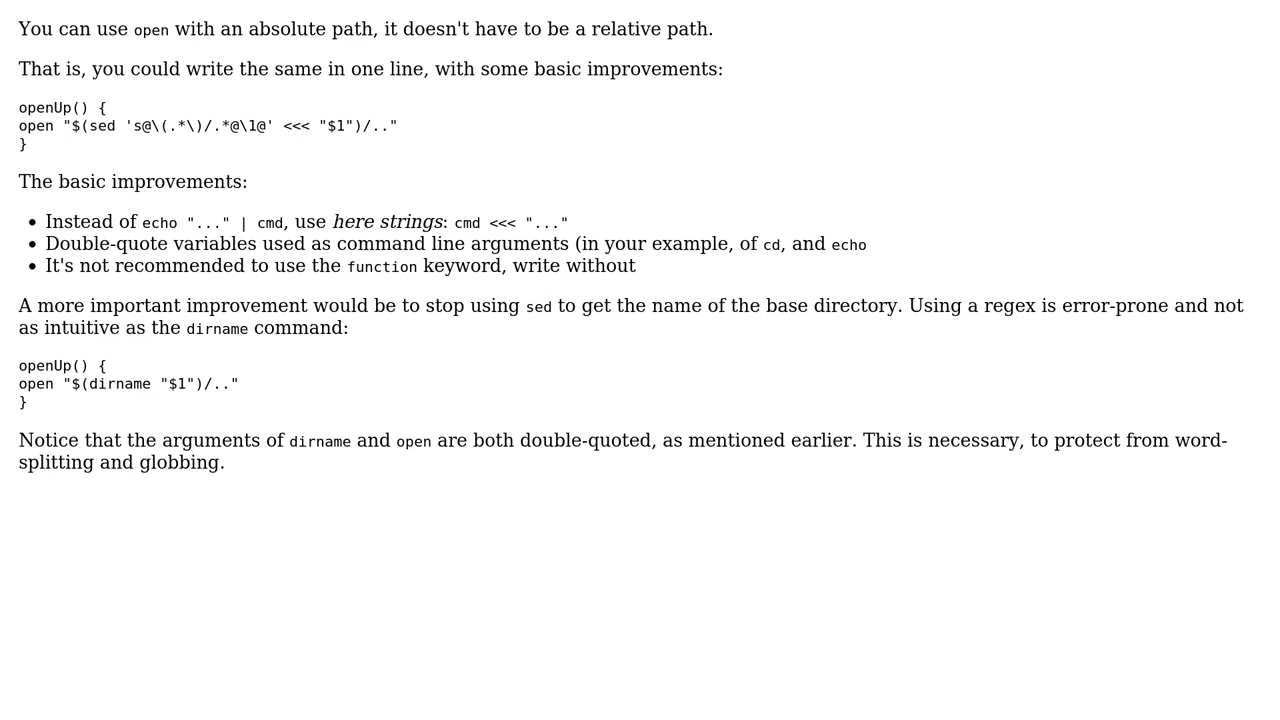 You can use open with an absolute path, it doesn't have to be a relative path.
That is, you could write the same in one line, with some basic improvements:
openUp() {
open "$(sed 's@\(.*\)/.*@\1@' <<< "$1")/.."
}
The basic improvements:
• Instead of echo "..." | cmd, use here strings: cmd <<< "..."
• Double-quote variables used as command line arguments (in your example, of cd, and echo
• It's not recommended to use the function keyword, write without
A more important improvement would be to stop using sed to get the name of the base directory. Using a regex is error-prone and not
as intuitive as the dirname command:
openUp() {
open "$(dirname "$1")/.."
}
Notice that the arguments of dirname and open are both double-quoted, as mentioned earlier. This is necessary, to protect from word-
splitting and globbing.